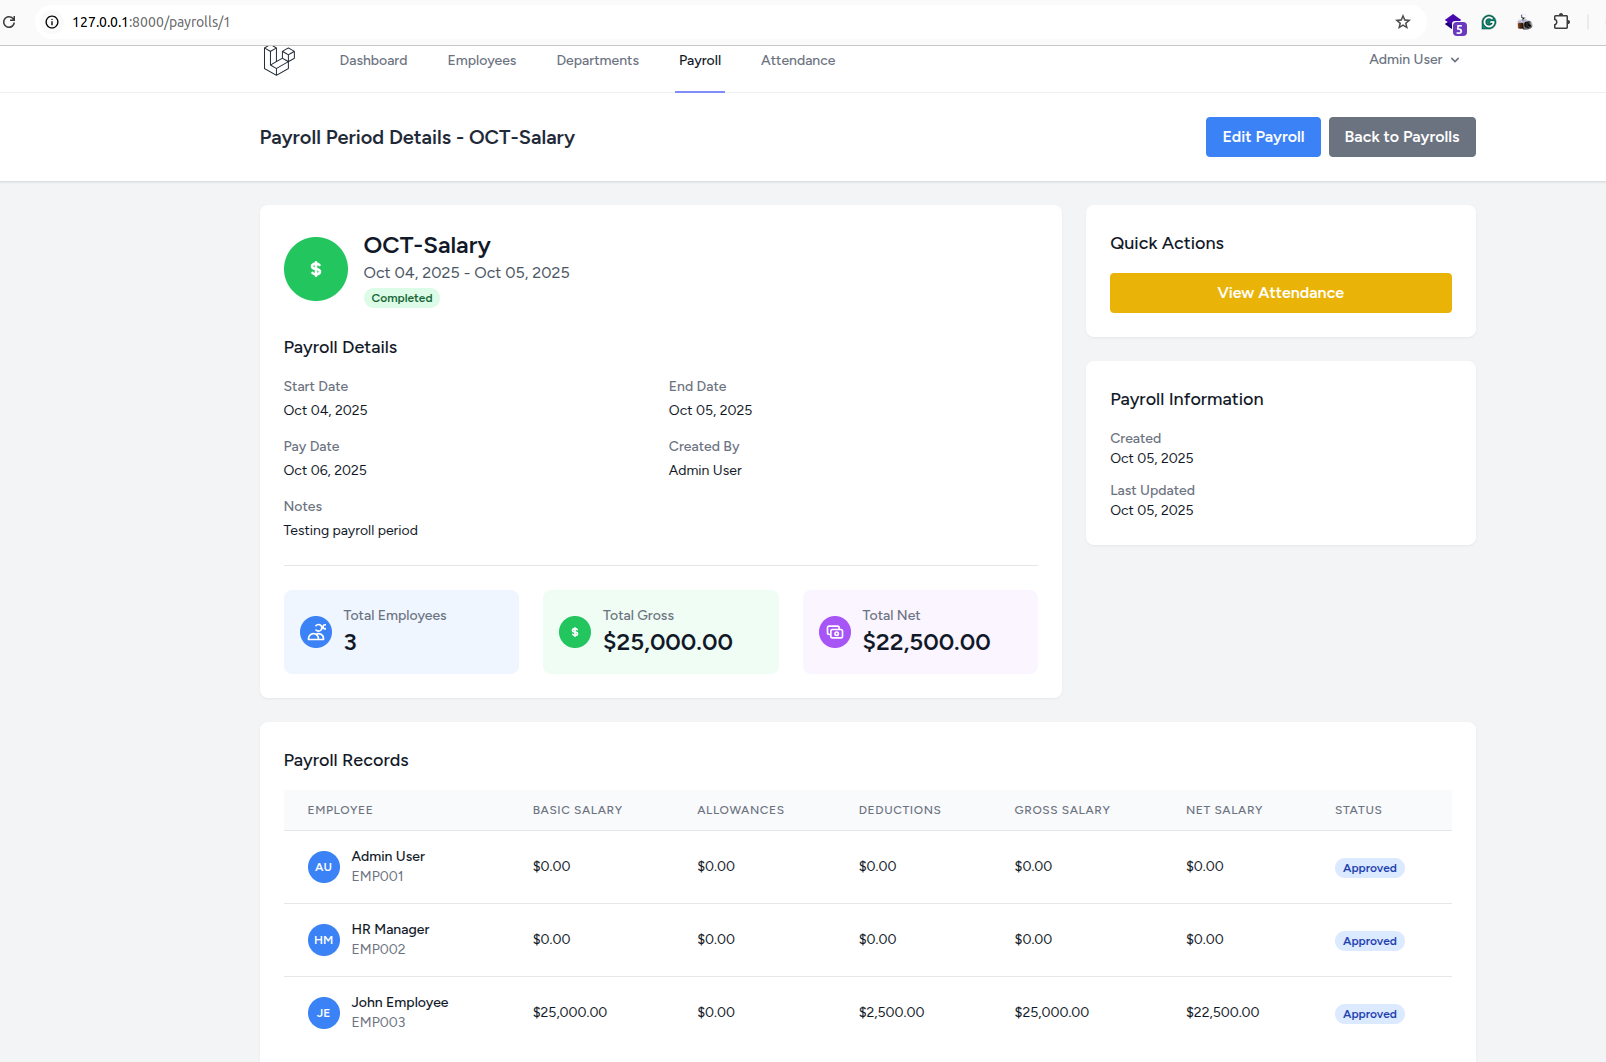 127.0.0.1:8000/payrolls/1
5
Dashboard Employees Departments Payroll Attendance Admin User
Payroll Period Details - OCT-Salary Edit Payroll Back to Payrolls
$ OCT-Salary
Oct 04, 2025 - Oct 05, 2025
Completed
Payroll Details
Start Date End Date
Oct 04, 2025 Oct 05, 2025
Pay Date Created By
Oct 06, 2025 Admin User
Notes
Testing payroll period
Total Employees
3
$ Total Gross
$25,000.00
Total Net
$22,500.00
Quick Actions
View Attendance
Payroll Information
Created
Oct 05, 2025
Last Updated
Oct 05, 2025
Payroll Records
EMPLOYEE BASIC SALARY ALLOWANCES DEDUCTIONS GROSS SALARY NET SALARY STATUS
AU Admin User $0.00 $0.00 $0.00 $0.00 $0.00 Approved
EMP001
HM HR Manager $0.00 $0.00 $0.00 $0.00 $0.00 Approved
EMP002
JE John Employee $25,000.00 $0.00 $2,500.00 $25,000.00 $22,500.00 Approved
EMP003